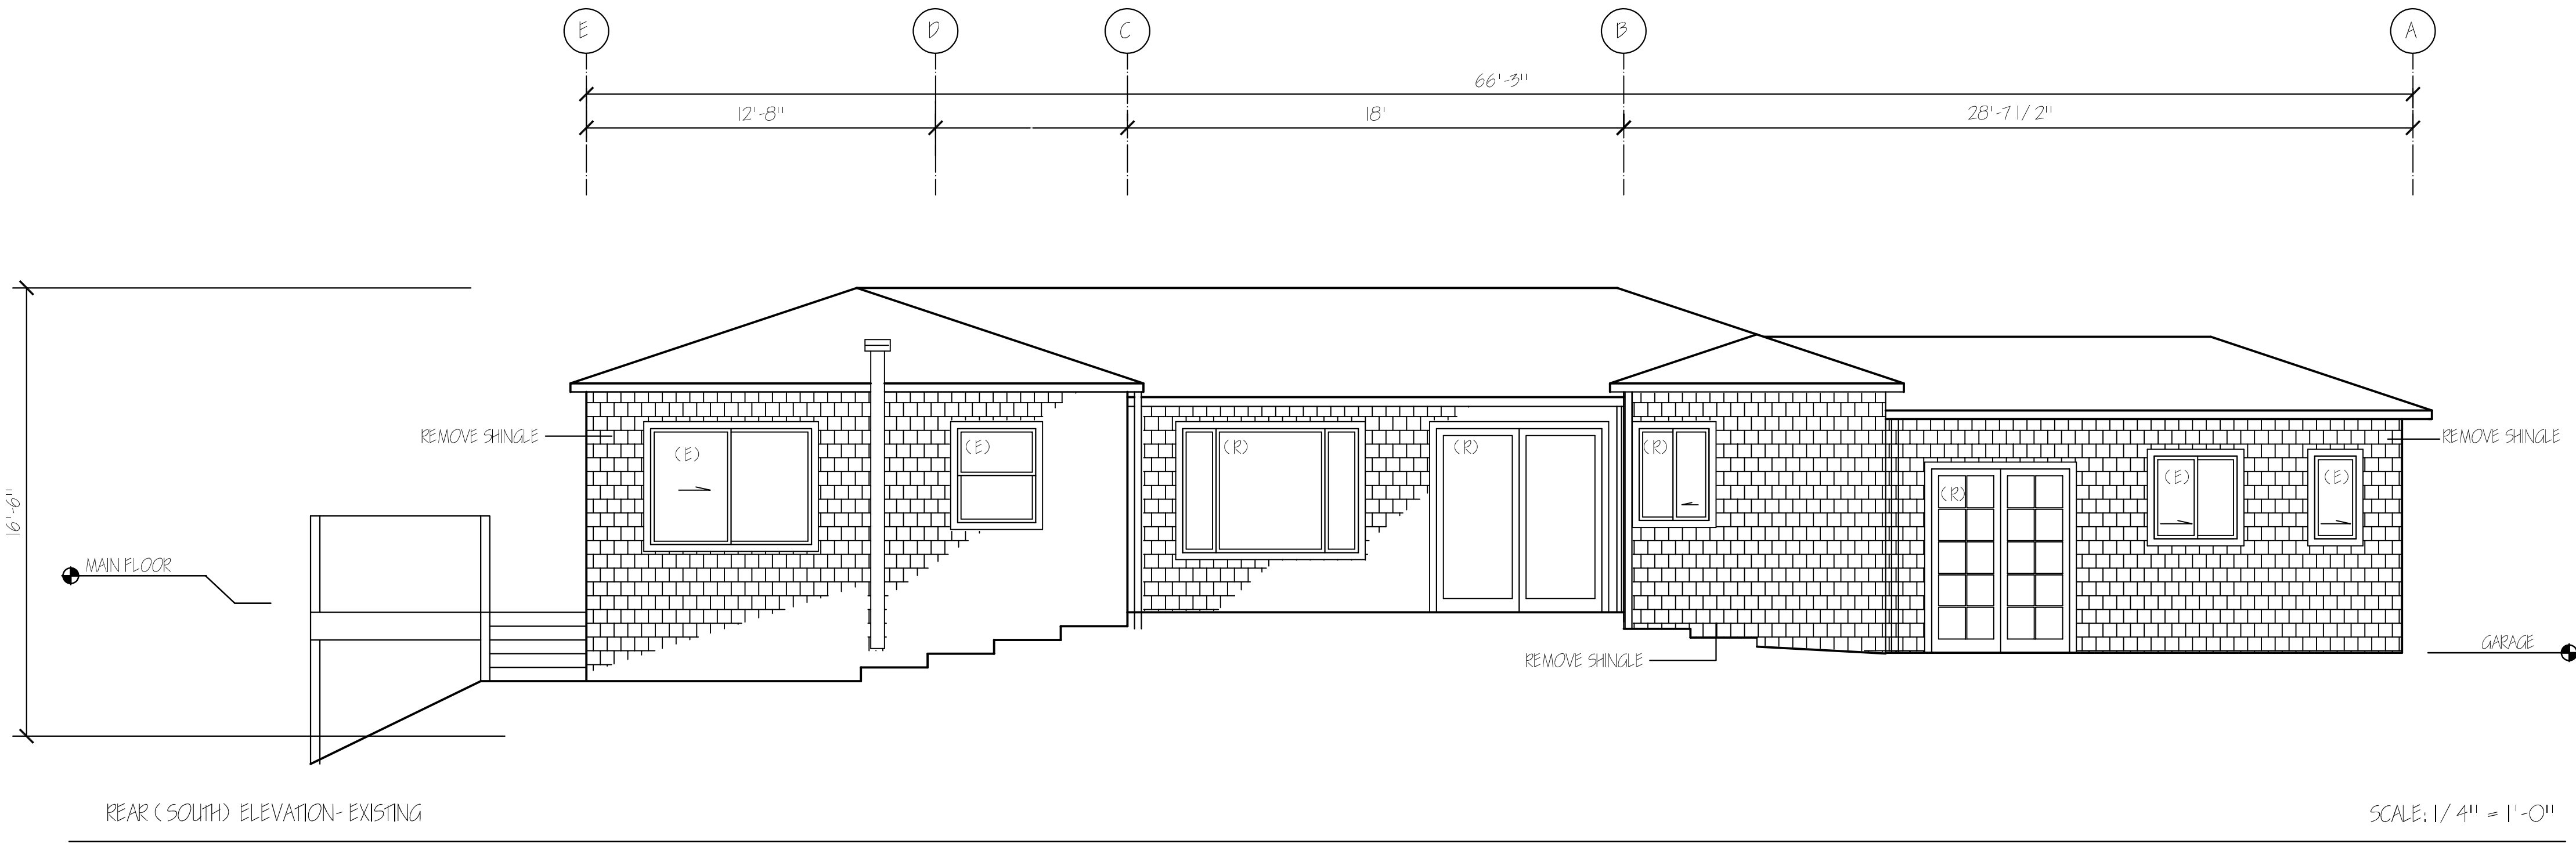 E D C B A
66'-3"
12'-8" 18' 28'-7 1/2"
REMOVE SHINGLE
REMOVE SHINGLE
(E) (E) (R) (R) (R) (R) (E) (E)
16'-6"
MAIN FLOOR
GARAGE
REMOVE SHINGLE
REAR (SOUTH) ELEVATION-EXISTING
SCALE: 1/4" = 1'-0"